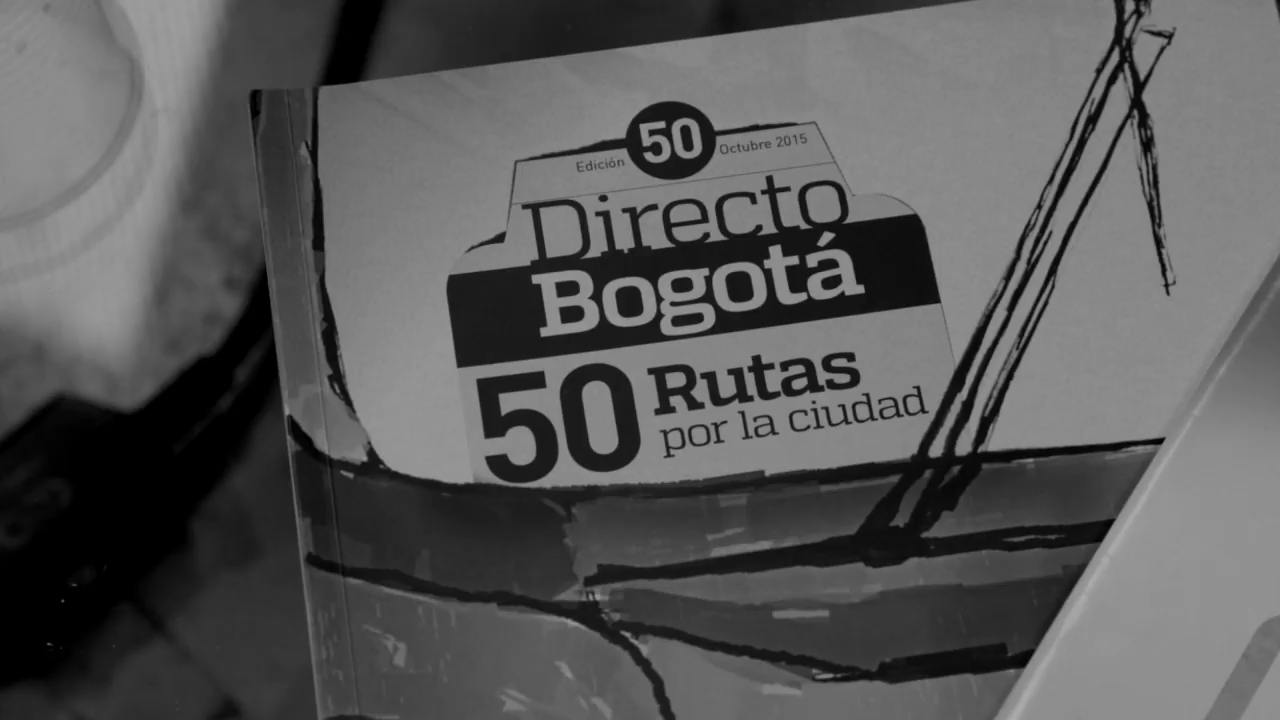 Edición 50 Octubre 2015
Directo
Bogotá
50 Rutas
por la ciudad